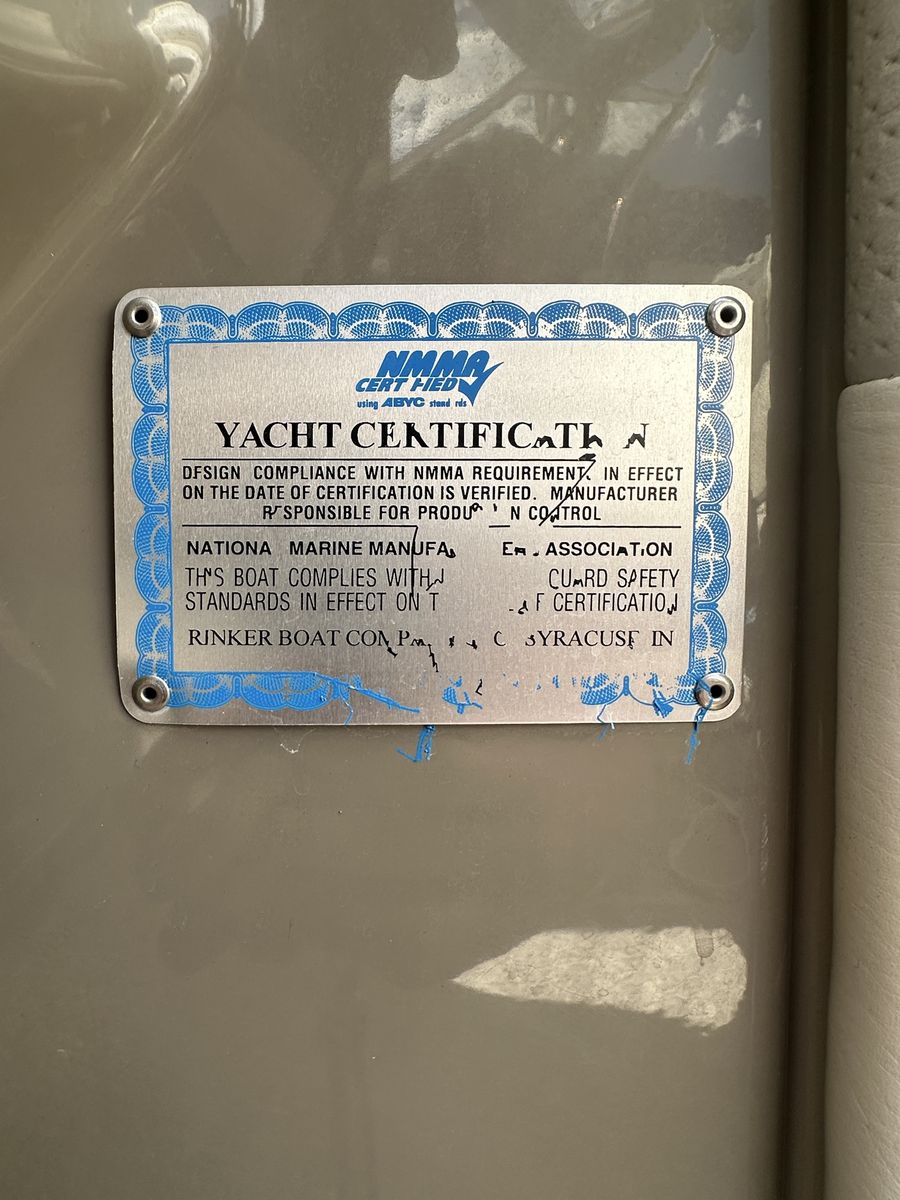 NMMA
CERTIFIED
using ABYC standards
YACHT CERTIFICATION
DESIGN COMPLIANCE WITH NMMA REQUIREMENTS IN EFFECT
ON THE DATE OF CERTIFICATION IS VERIFIED. MANUFACTURER
RESPONSIBLE FOR PRODUCTION CONTROL
NATIONAL MARINE MANUFACTURERS ASSOCIATION
THIS BOAT COMPLIES WITH GUARD SAFETY
STANDARDS IN EFFECT ON CERTIFICATION
RINKER BOAT COMPANY SYRACUSE IN